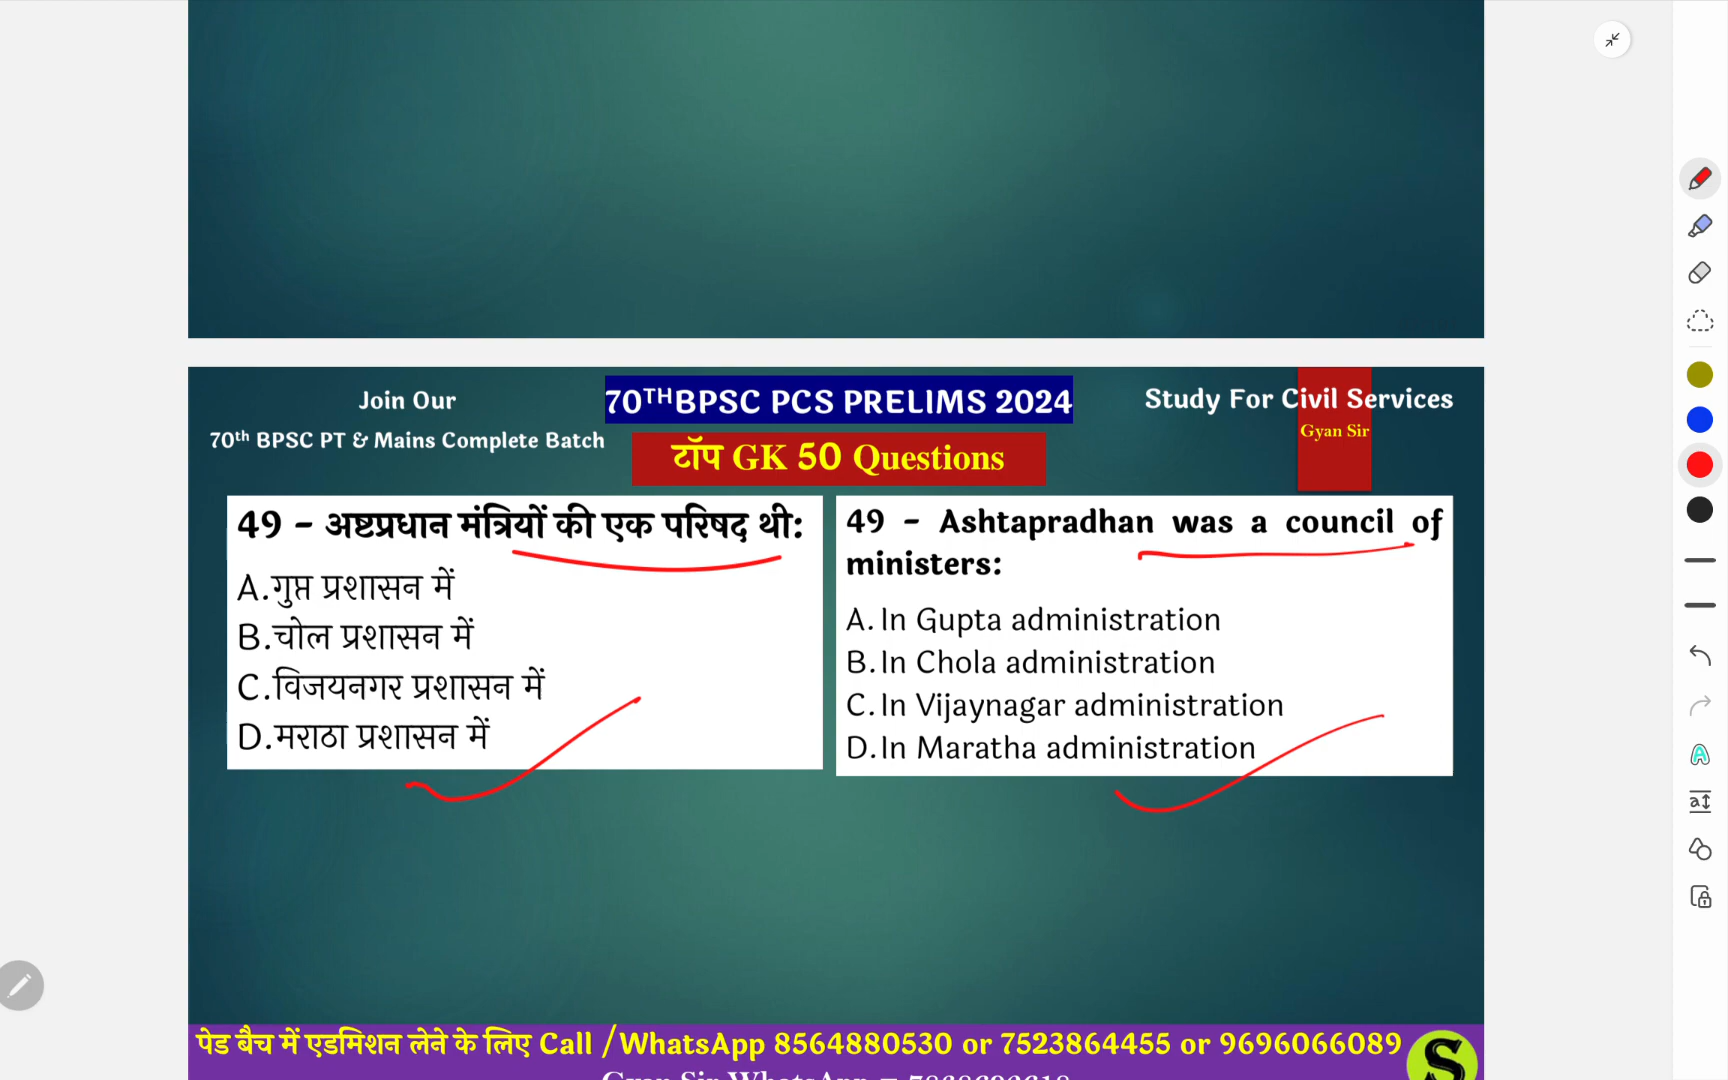 Join Our
70th BPSC PT & Mains Complete Batch
70THBPSC PCS PRELIMS 2024
टॉप GK 50 Questions
Study For Civil Services
Gyan Sir
49 - अष्टप्रधान मंत्रियों की एक परिषद थी:
A.गुप्त प्रशासन में
B.चोल प्रशासन में
C.विजयनगर प्रशासन में
D.मराठा प्रशासन में
49 - Ashtapradhan was a council of
ministers:
A. In Gupta administration
B. In Chola administration
C. In Vijaynagar administration
D. In Maratha administration
पेड बैच में एडमिशन लेने के लिए Call /WhatsApp 8564880530 or 7523864455 or 9696066089
Gyan Sir WhatsApp =
S